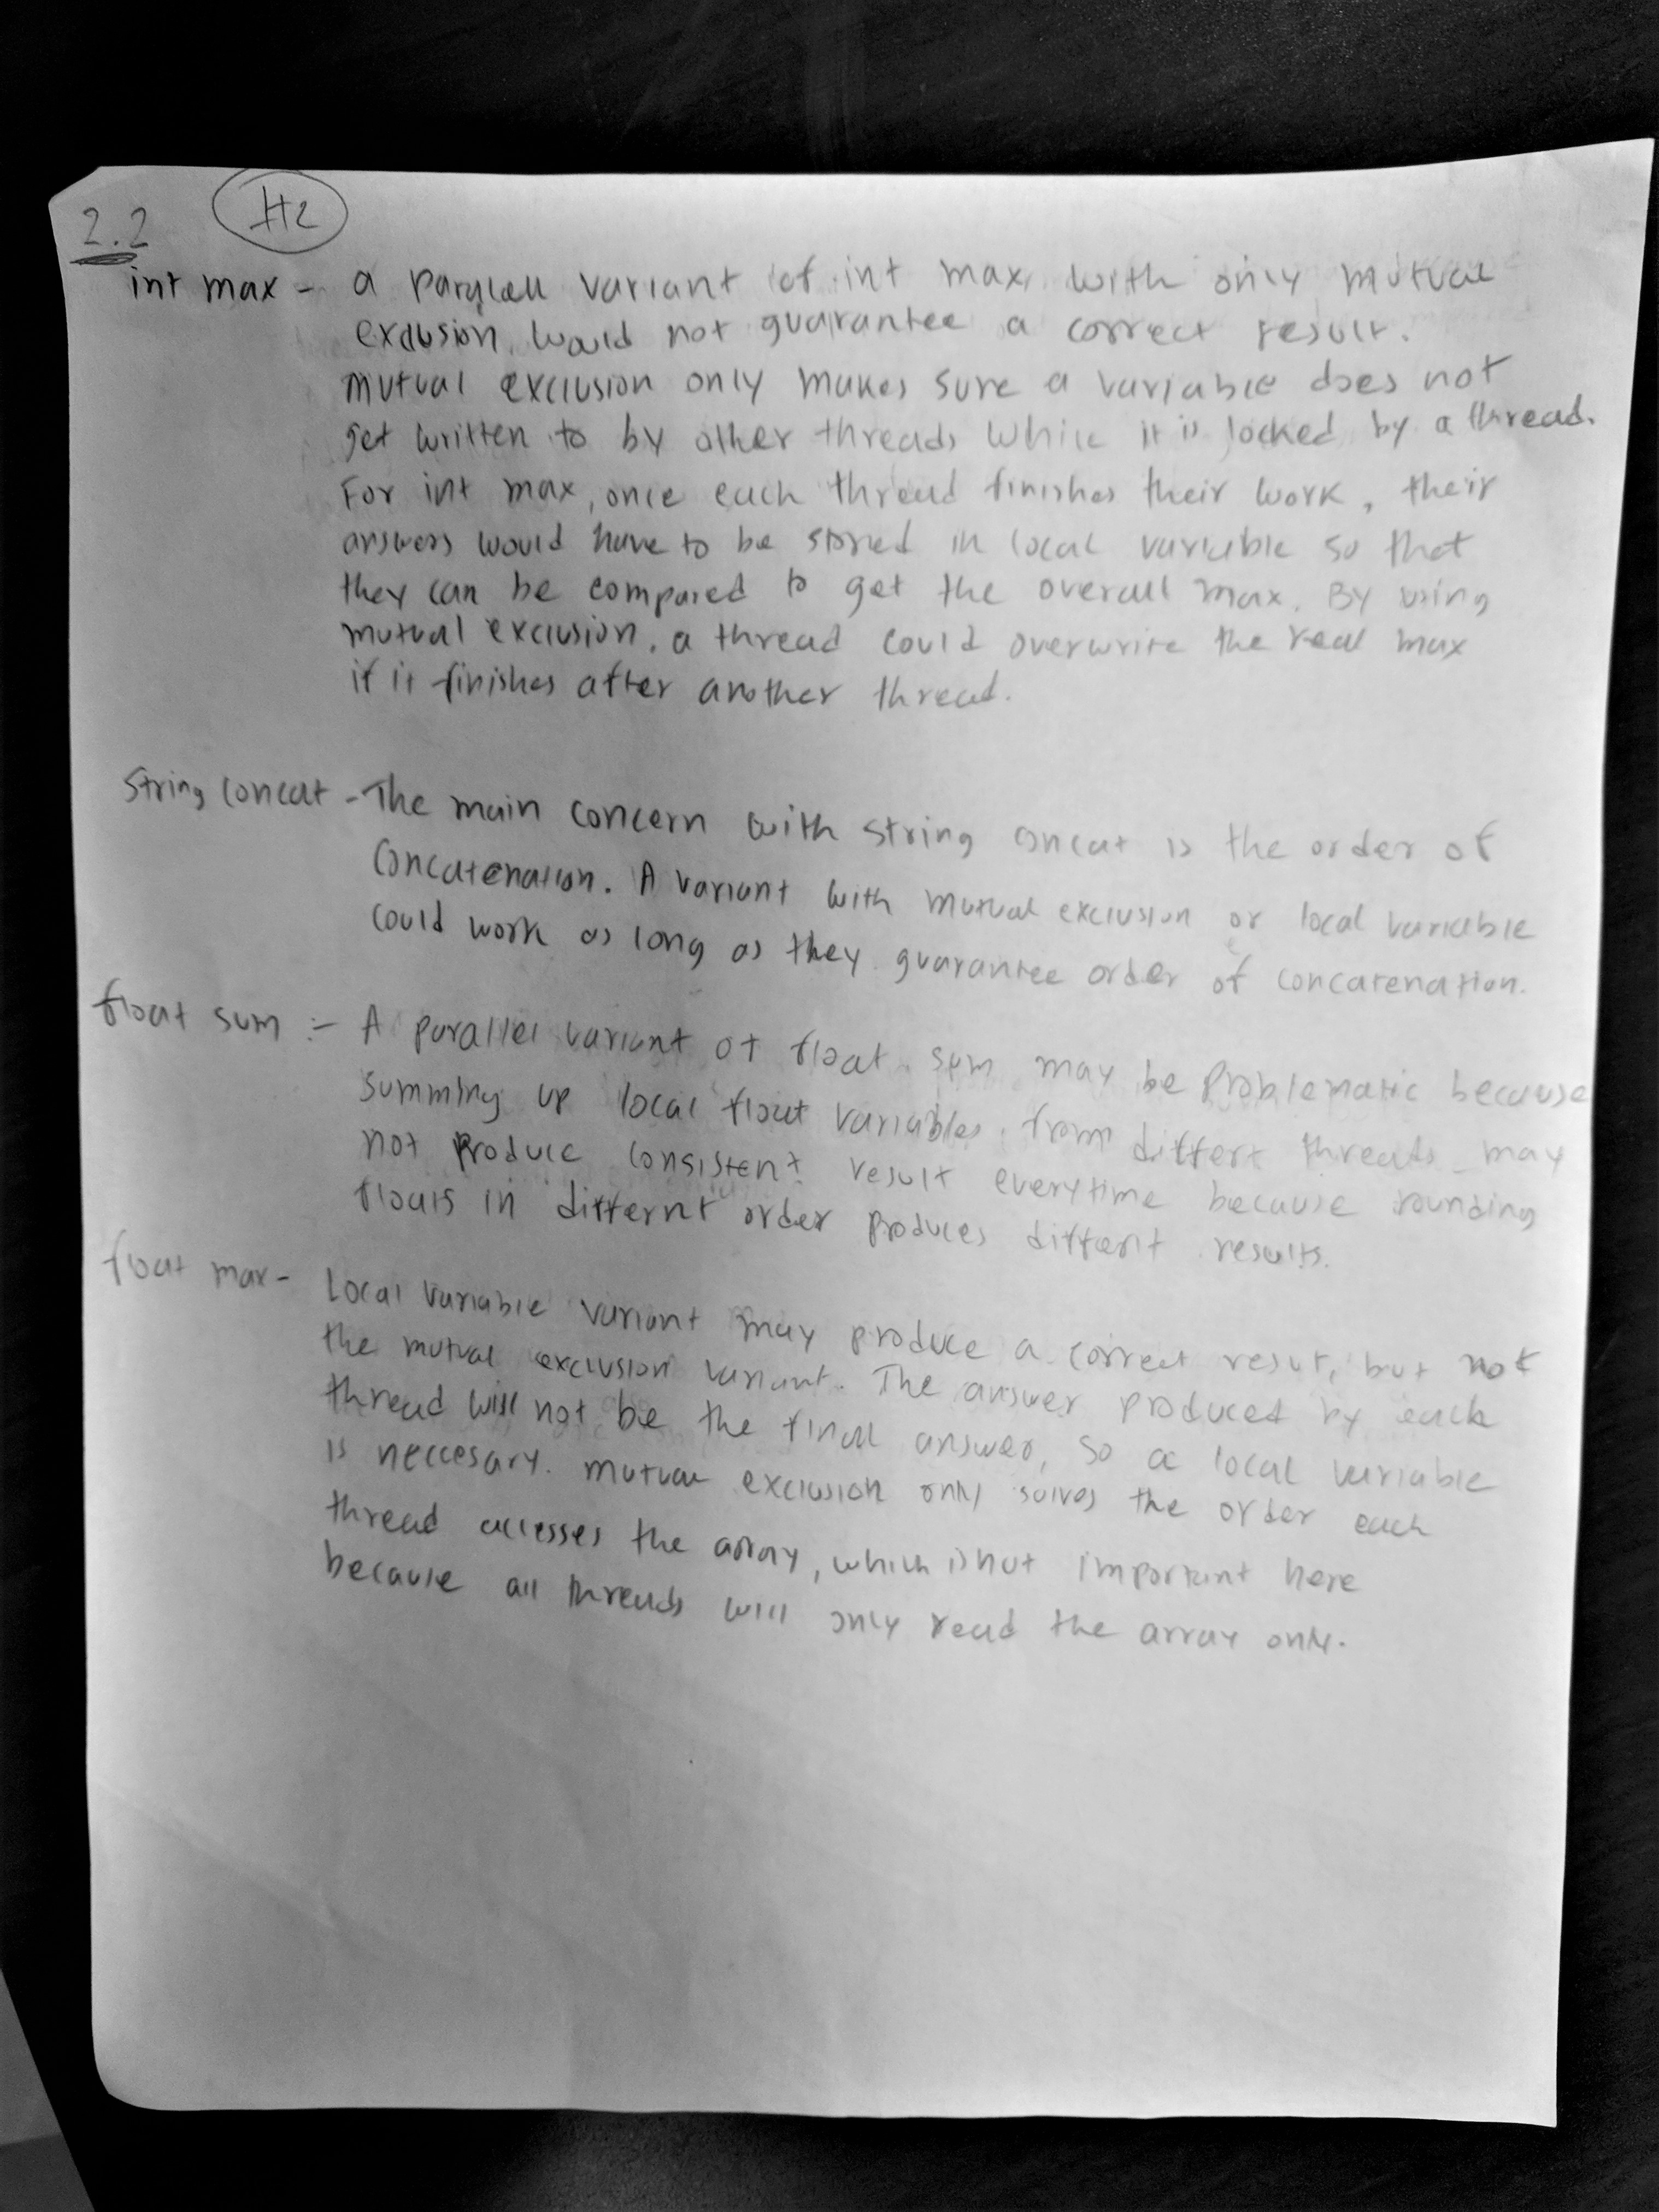 2.2 H2
int max - a parallell variant of int max, with only mutual
exclusion, would not guarantee a correct result.
mutual exclusion only makes sure a variable does not
get written to by other threads while it is locked by a thread.
For int max, once each thread finishes their work, their
answers would have to be stored in local variable so that
they can be compared to get the overall max. By using
mutual exclusion, a thread could overwrite the real max
if it finishes after another thread.
String Concat - The main concern with string concat is the order of
Concatenation. A variant with mutual exclusion or local variable
could work as long as they guarantee order of concatenation.
float sum :- A parallel variant of float sum may be Problematic because
summing up local float variables from differt threads may
not produce consistent result everytime because rounding
floats in differnt order produces differnt results.
float max - Local variable variant may produce a correct resut, but not
the mutual exclusion variant. The answer produced by each
thread will not be the final answer, so a local variable
is neccesary. Mutual exclusion only solves the order each
thread accesses the array, which is not important here
because all threads will only read the array only.